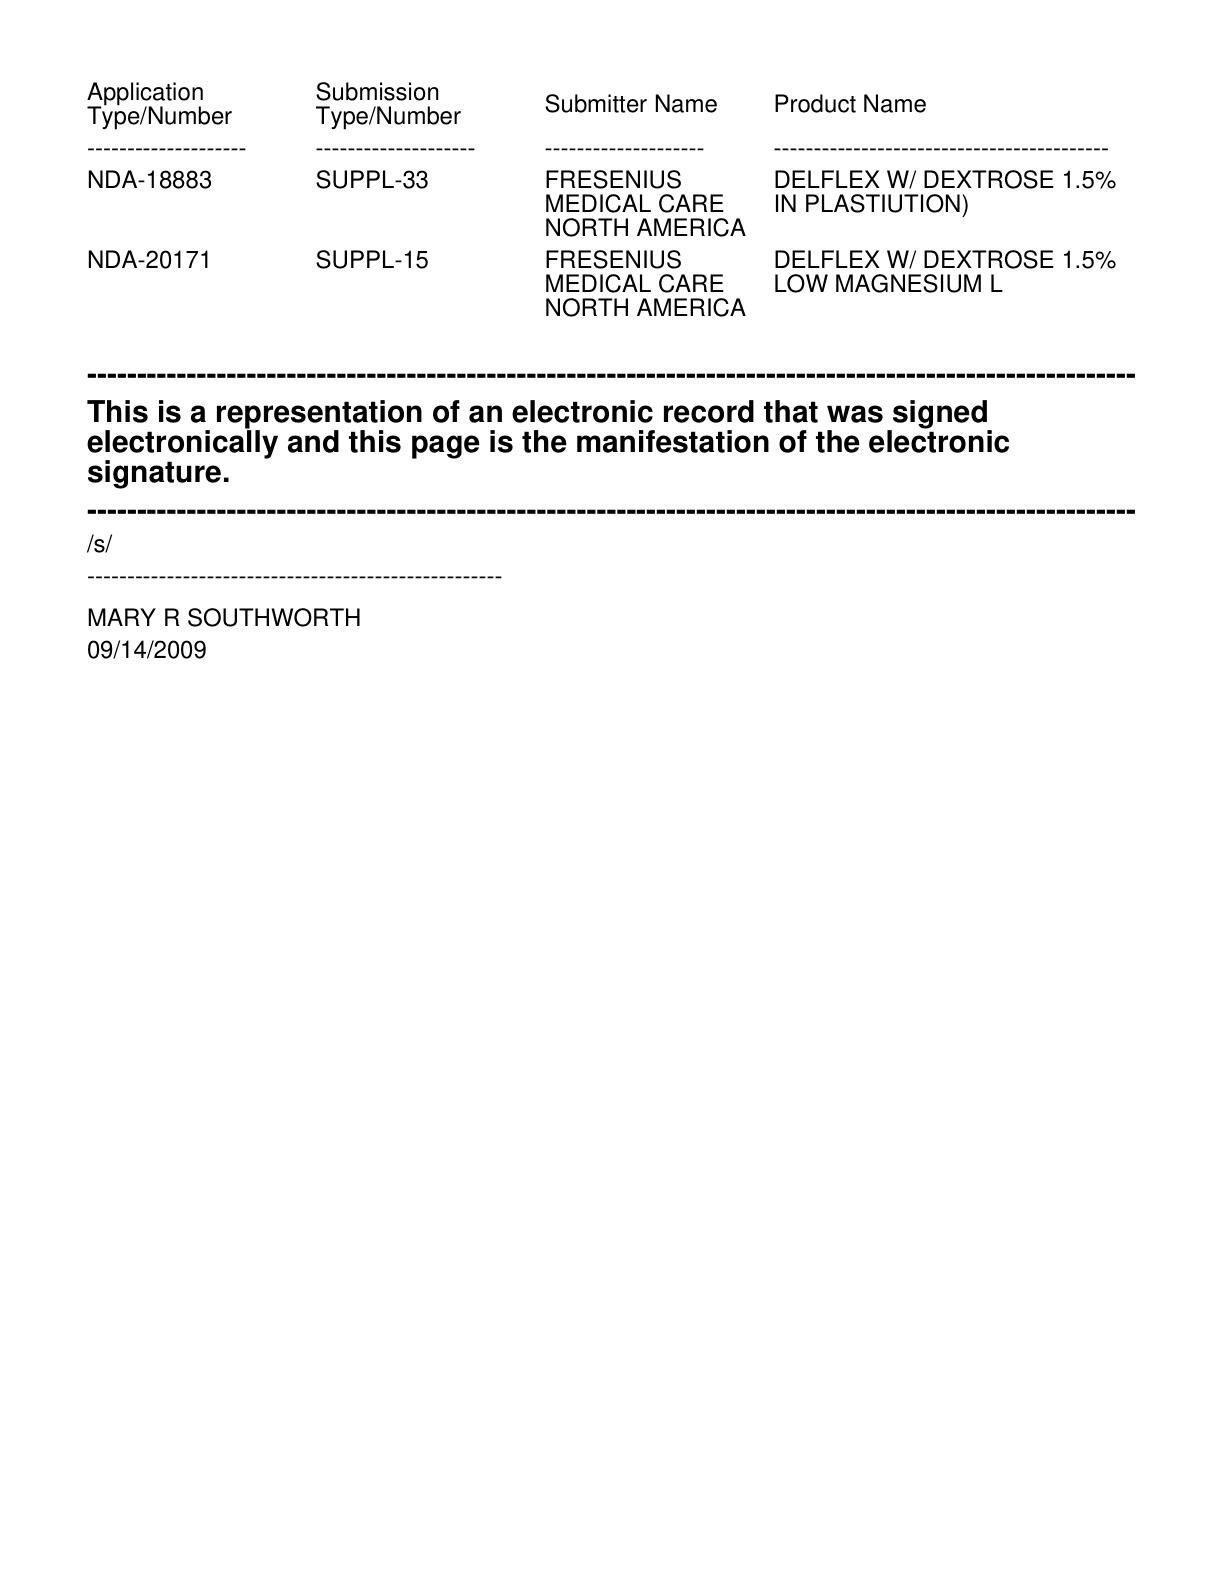 Application Type/Number Submission Type/Number Submitter Name Product Name
-------------------- -------------------- -------------------- ------------------------------------------
NDA-18883 SUPPL-33 FRESENIUS DELFLEX W/ DEXTROSE 1.5%
MEDICAL CARE IN PLASTIUTION)
NORTH AMERICA
NDA-20171 SUPPL-15 FRESENIUS DELFLEX W/ DEXTROSE 1.5%
MEDICAL CARE LOW MAGNESIUM L
NORTH AMERICA
---------------------------------------------------------------------------------------------------------
This is a representation of an electronic record that was signed
electronically and this page is the manifestation of the electronic
signature.
---------------------------------------------------------------------------------------------------------
/s/
----------------------------------------------------
MARY R SOUTHWORTH
09/14/2009